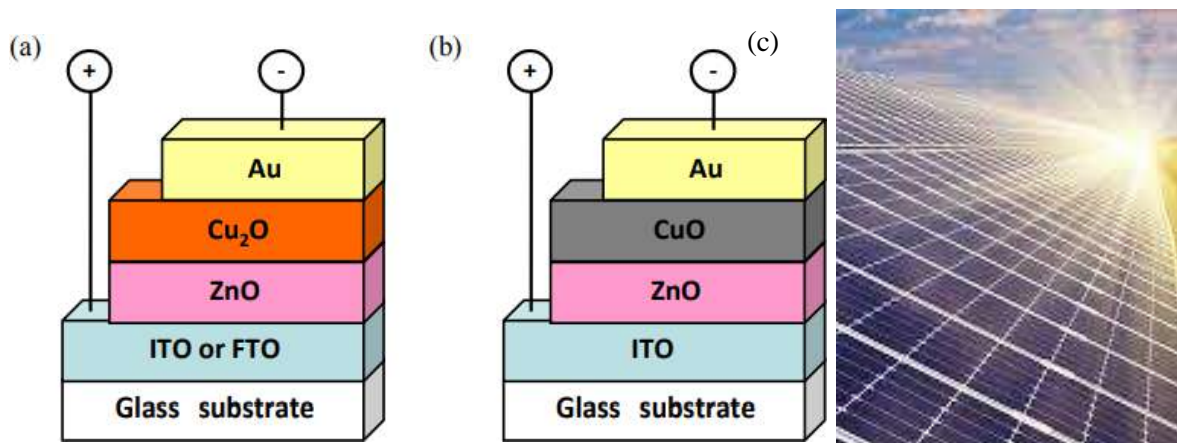 (a)
+
-
Au
Cu₂O
ZnO
ITO or FTO
Glass substrate
(b)
+
-
Au
CuO
ZnO
ITO
Glass substrate
(c)